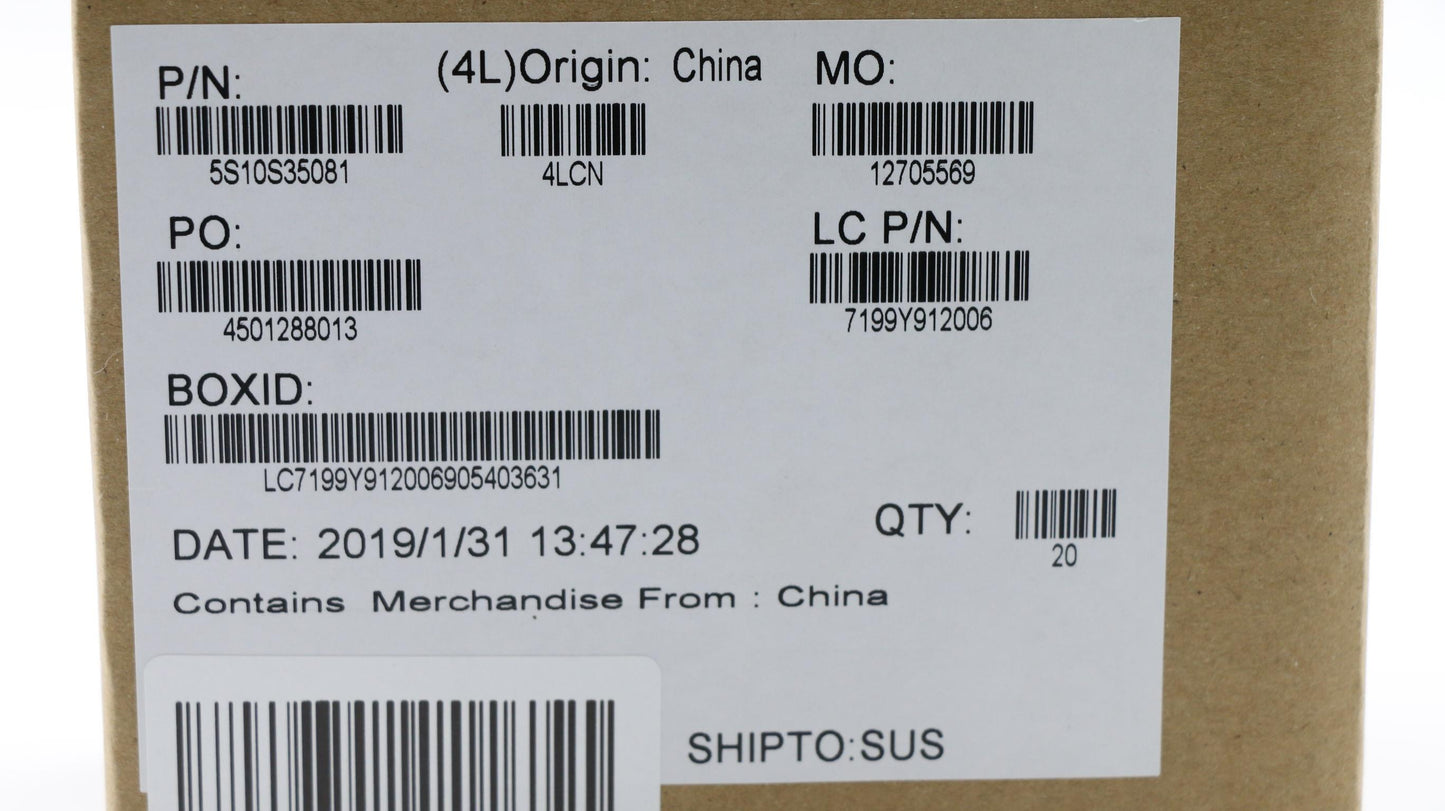 P/N: (4L)Origin: China MO:
5S10S35081 4LCN 12705569
PO: LC P/N:
4501288013 7199Y912006
BOXID:
LC7199Y912006905403631
DATE: 2019/1/31 13:47:28 QTY:
20
Contains Merchandise From : China
SHIPTO:SUS